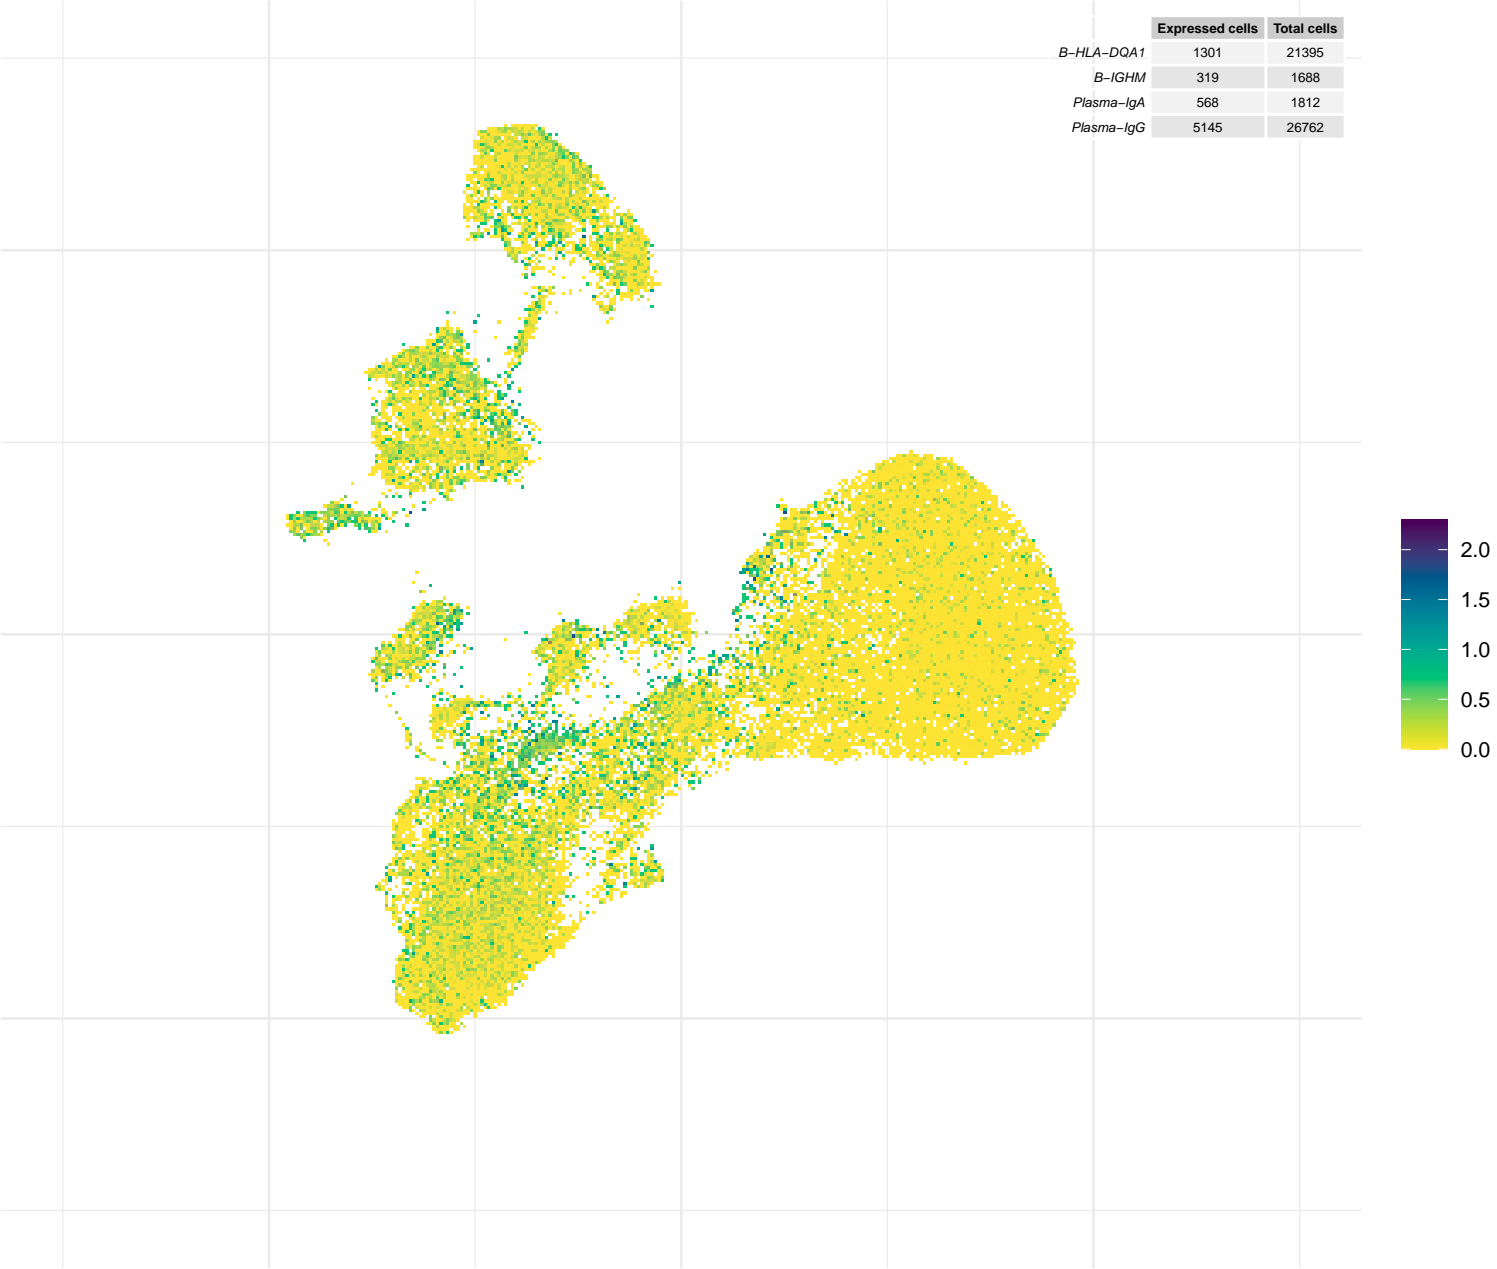 Expressed cells Total cells
B−HLA−DQA1 1301 21395
B−IGHM 319 1688
Plasma−IgA 568 1812
Plasma−IgG 5145 26762
2.0
1.5
1.0
0.5
0.0